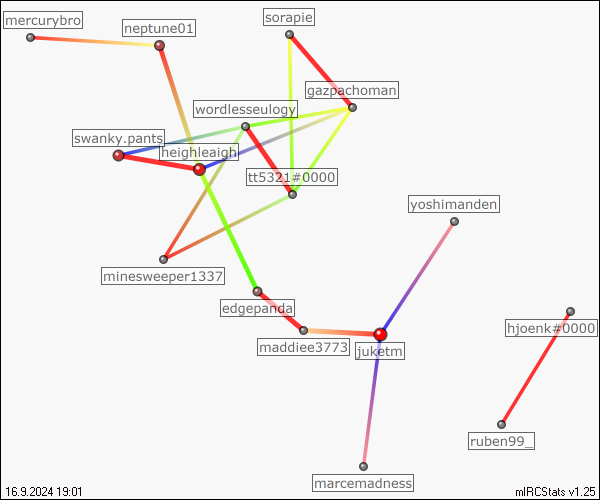 mercurybro
sorapie
neptune01
gazpachoman
wordlesseulogy
swanky.pants
heighleaigh
tt5321#0000
yoshimanden
minesweeper1337
edgepanda
hjoenk#0000
maddiee3773
juketm
ruben99_
marcemadness
16.9.2024 19:01
mIRCStats v1.25